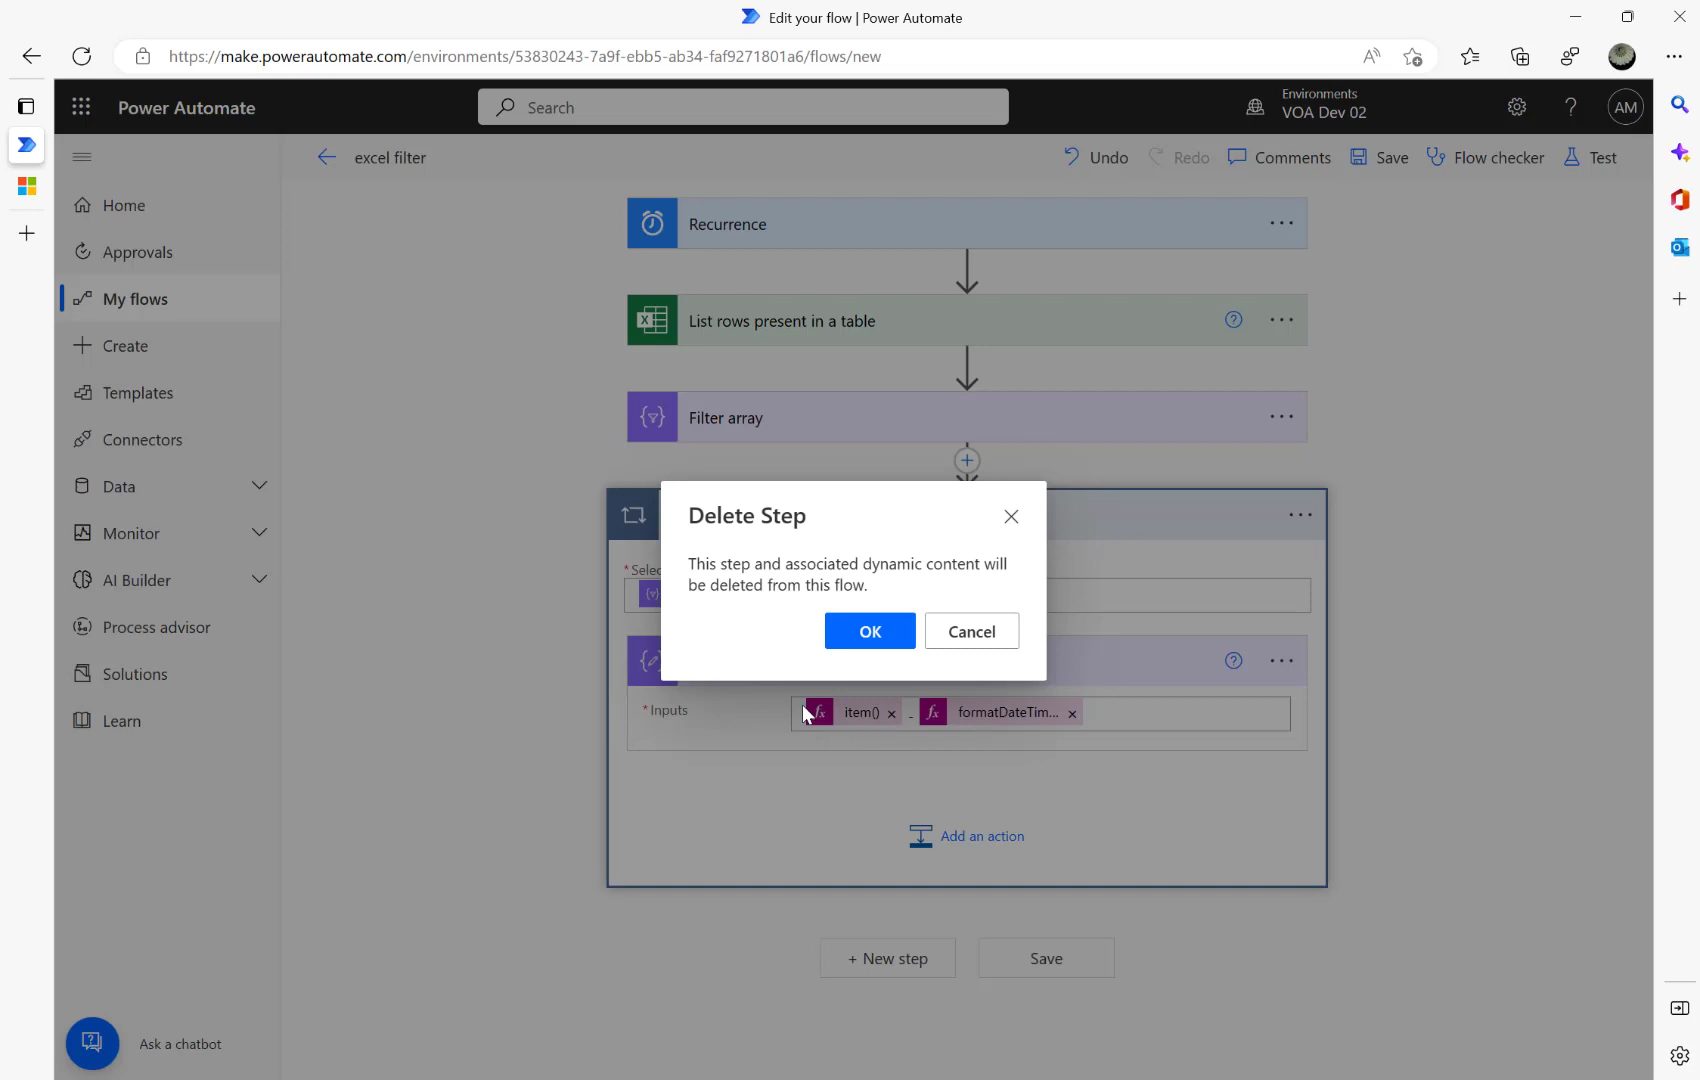 Edit your flow | Power Automate
https://make.powerautomate.com/environments/53830243-7a9f-ebb5-ab34-faf9271801a6/flows/new
Power Automate
Search
Environments
VOA Dev 02
AM
excel filter
Undo
Redo
Comments
Save
Flow checker
Test
Home
Approvals
My flows
Create
Templates
Connectors
Data
Monitor
AI Builder
Process advisor
Solutions
Learn
Ask a chatbot
Recurrence
List rows present in a table
Filter array
Delete Step
This step and associated dynamic content will
be deleted from this flow.
OK
Cancel
* Selec
* Inputs
fx item() x - fx formatDateTim... x
Add an action
+ New step
Save